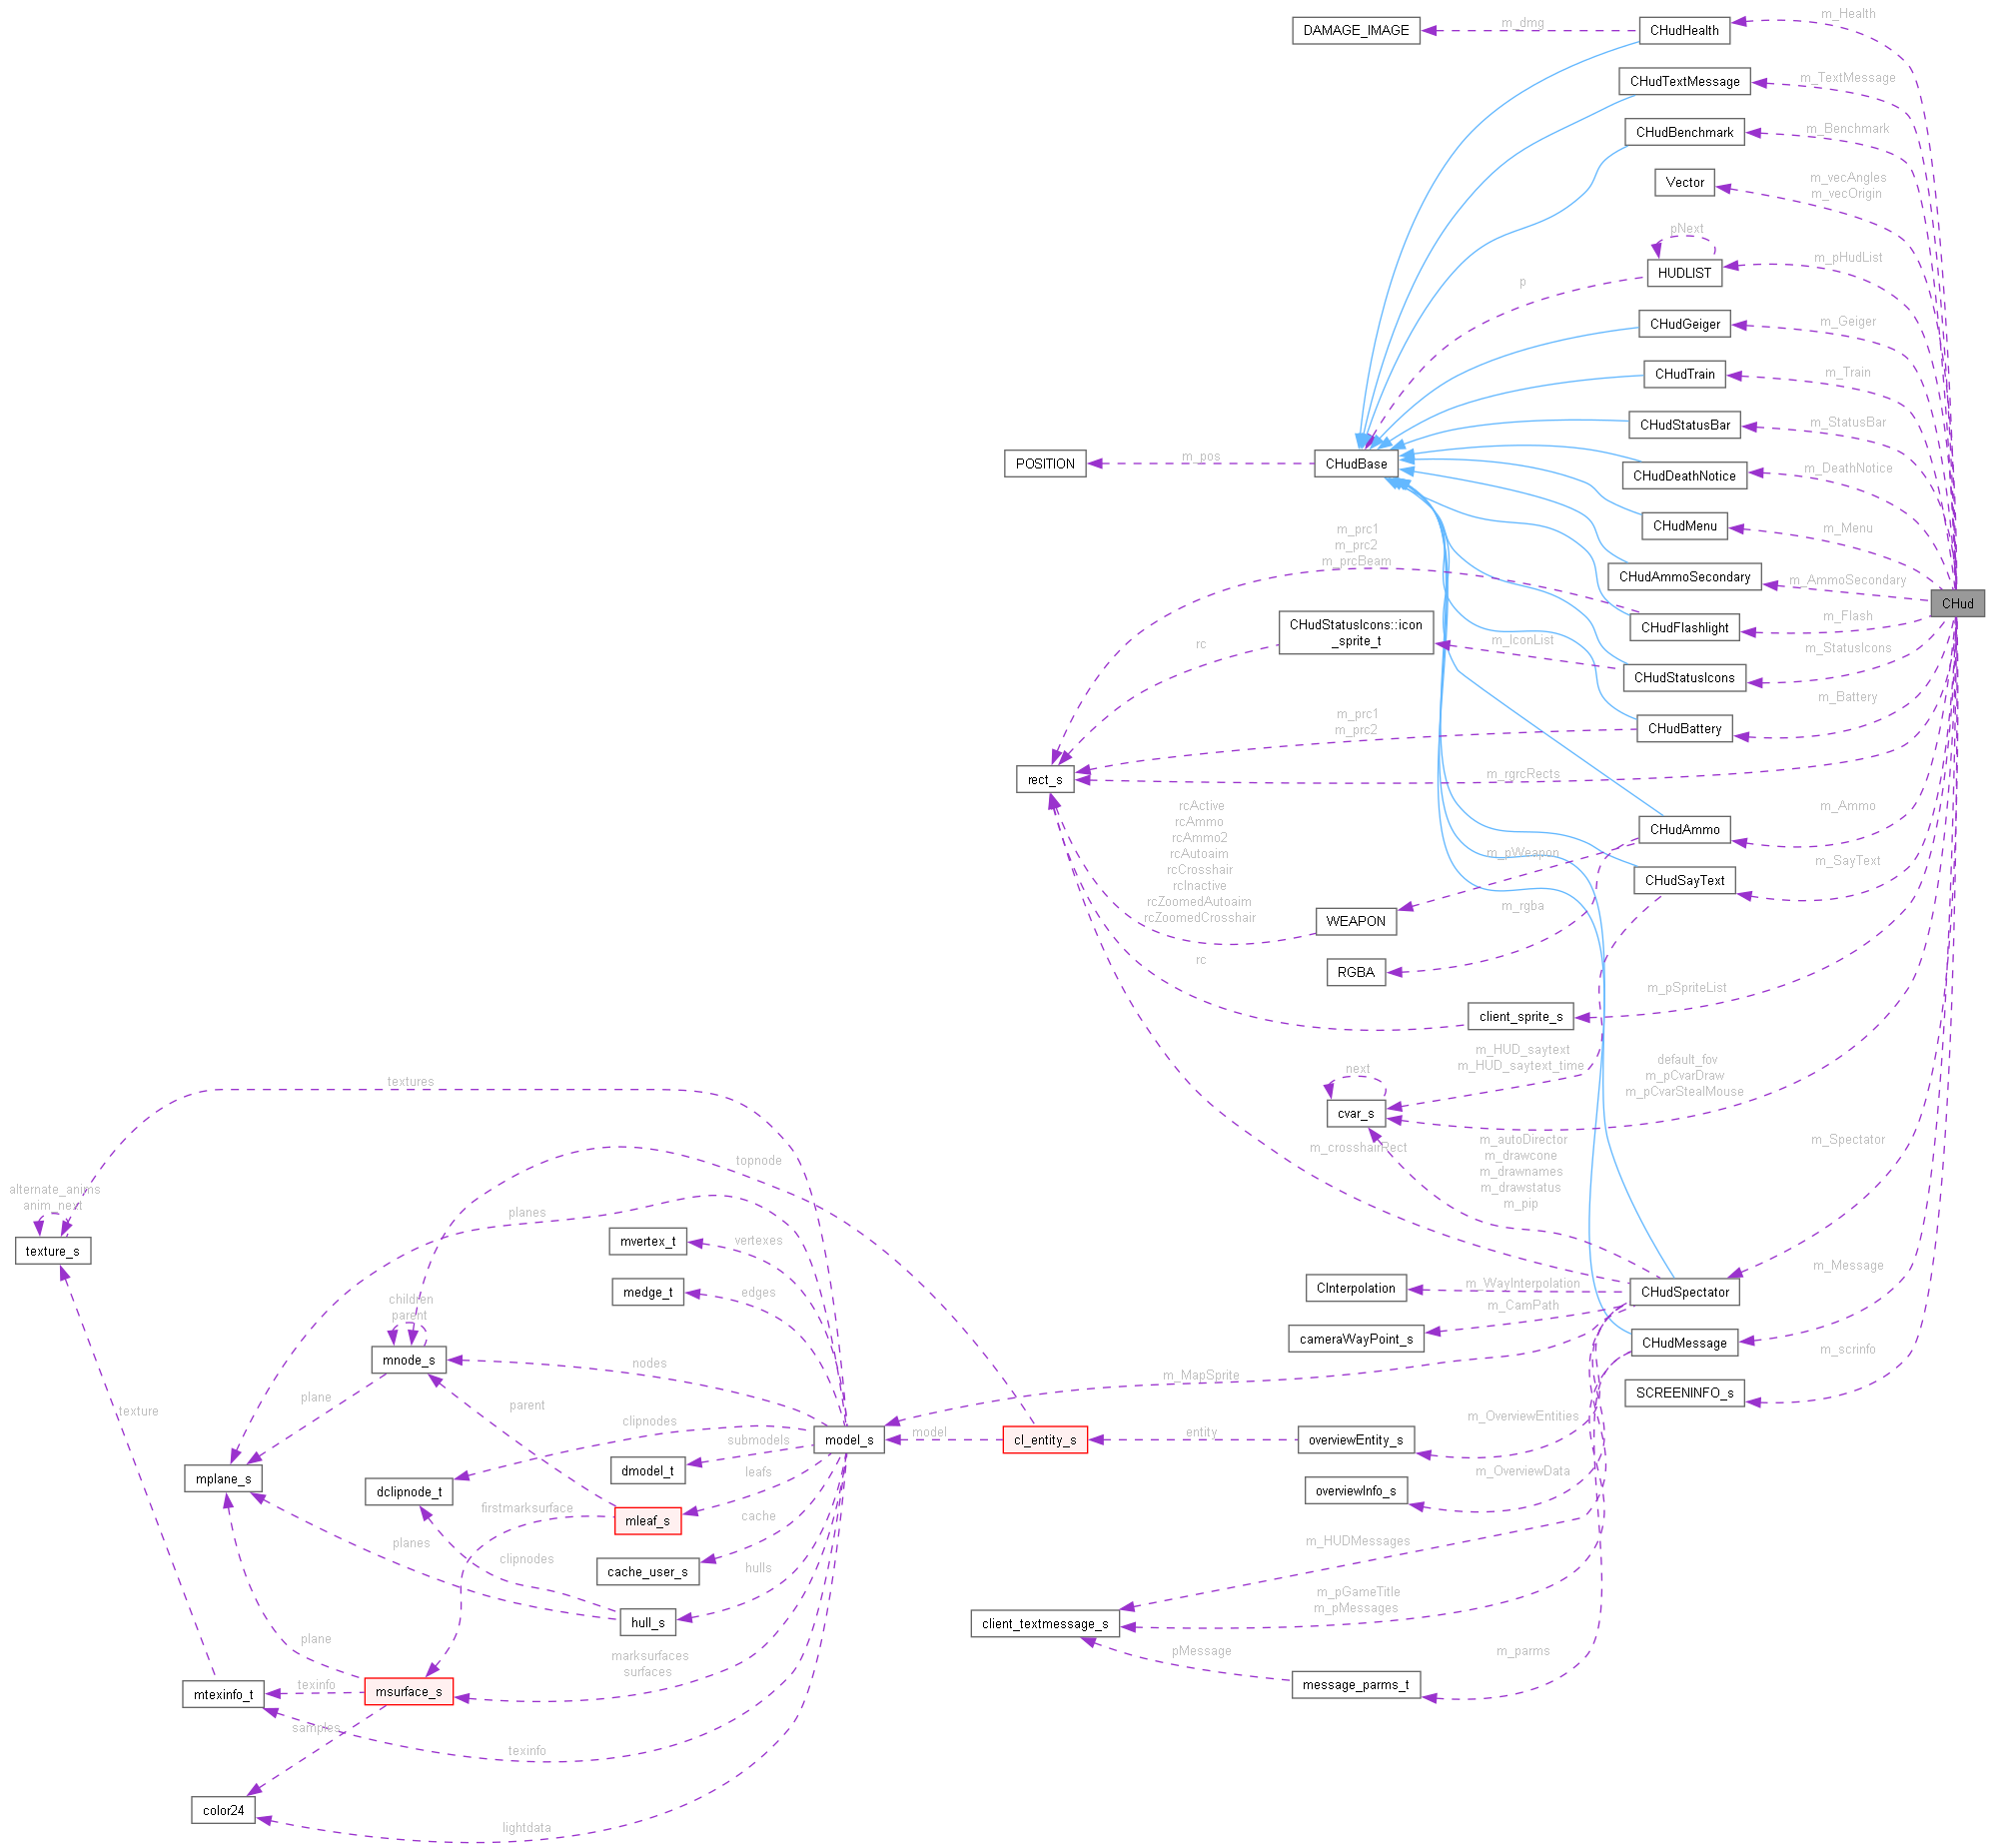 m_Health
DAMAGE_IMAGE
m_dmg
CHudHealth
CHudTextMessage
m_TextMessage
CHudBenchmark
m_Benchmark
Vector
m_vecAngles
m_vecOrigin
pNext
HUDLIST
m_pHudList
p
CHudGeiger
m_Geiger
CHudTrain
m_Train
CHudStatusBar
m_StatusBar
POSITION
m_pos
CHudBase
CHudDeathNotice
m_DeathNotice
CHudMenu
m_Menu
m_prc1
m_prc2
m_prcBeam
CHudAmmoSecondary
m_AmmoSecondary
CHud
CHudFlashlight
m_Flash
CHudStatusIcons::icon
_sprite_t
rc
m_IconList
CHudStatusIcons
m_StatusIcons
m_prc1
m_prc2
CHudBattery
m_Battery
rect_s
m_rgrcRects
rcActive
rcAmmo
rcAmmo2
rcAutoaim
rcCrosshair
rcInactive
rcZoomedAutoaim
rcZoomedCrosshair
m_pWeapon
CHudAmmo
m_Ammo
CHudSayText
m_SayText
WEAPON
m_rgba
RGBA
rc
client_sprite_s
m_pSpriteList
m_HUD_saytext
m_HUD_saytext_time
default_fov
m_pCvarDraw
m_pCvarStealMouse
next
cvar_s
textures
m_crosshairRect
m_autoDirector
m_drawcone
m_drawnames
m_drawstatus
m_pip
m_Spectator
topnode
alternate_anims
anim_next
texture_s
planes
mvertex_t
vertexes
medge_t
edges
CInterpolation
m_WayInterpolation
CHudSpectator
m_Message
cameraWayPoint_s
m_CamPath
CHudMessage
m_scrinfo
children
parent
mnode_s
nodes
m_MapSprite
SCREENINFO_s
plane
parent
texture
clipnodes
submodels
model_s
model
cl_entity_s
entity
overviewEntity_s
m_OverviewEntities
mplane_s
dmodel_t
leafs
dclipnode_t
overviewInfo_s
m_OverviewData
firstmarksurface
mleaf_s
cache
planes
clipnodes
cache_user_s
hulls
m_HUDMessages
hull_s
client_textmessage_s
m_pGameTitle
m_pMessages
plane
marksurfaces
surfaces
pMessage
message_parms_t
m_parms
mtexinfo_t
texinfo
msurface_s
samples
texinfo
color24
lightdata